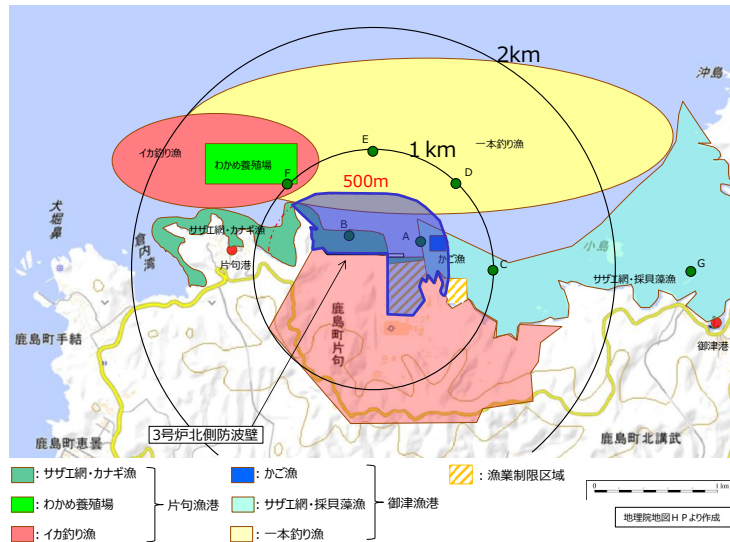 2km
沖島
E
1km
一本釣り漁
イカ釣り漁
わかめ養殖場
D
F
500m
犬堀鼻
倉内湾
サザエ網・カナギ漁
B
A
小島
片句港
かご漁
C
サザエ網・採貝藻漁
G
鹿島町手結
鹿島町片句
御津港
3号炉北側防波壁
鹿島町恵曇
鹿島町北講武
：サザエ網・カナギ漁
：わかめ養殖場
：イカ釣り漁
片句漁港
：かご漁
：サザエ網・採貝藻漁
：一本釣り漁
御津漁港
：漁業制限区域
0 1km
地理院地図ＨＰより作成